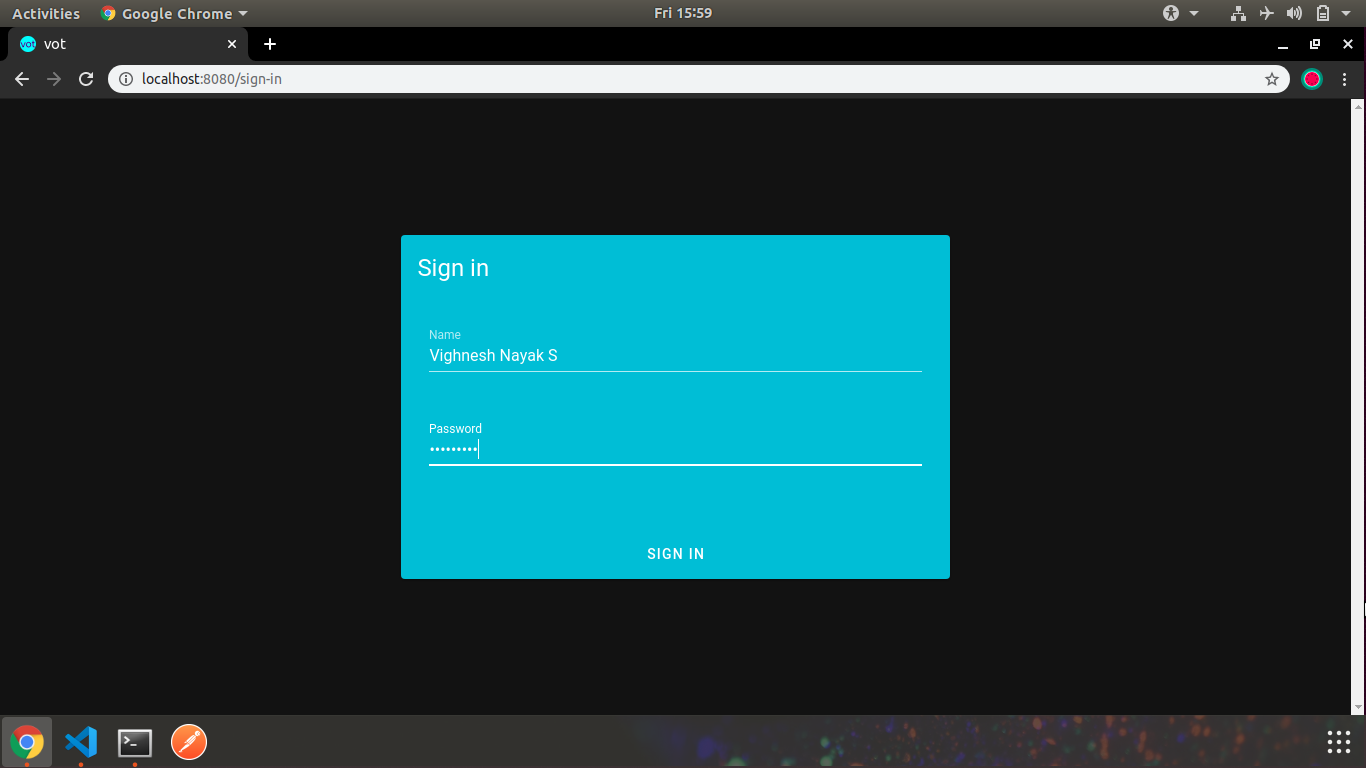 Activities Google Chrome Fri 15:59
vot vot
localhost:8080/sign-in
Sign in
Name
Vighnesh Nayak S
Password
•••••••••
SIGN IN